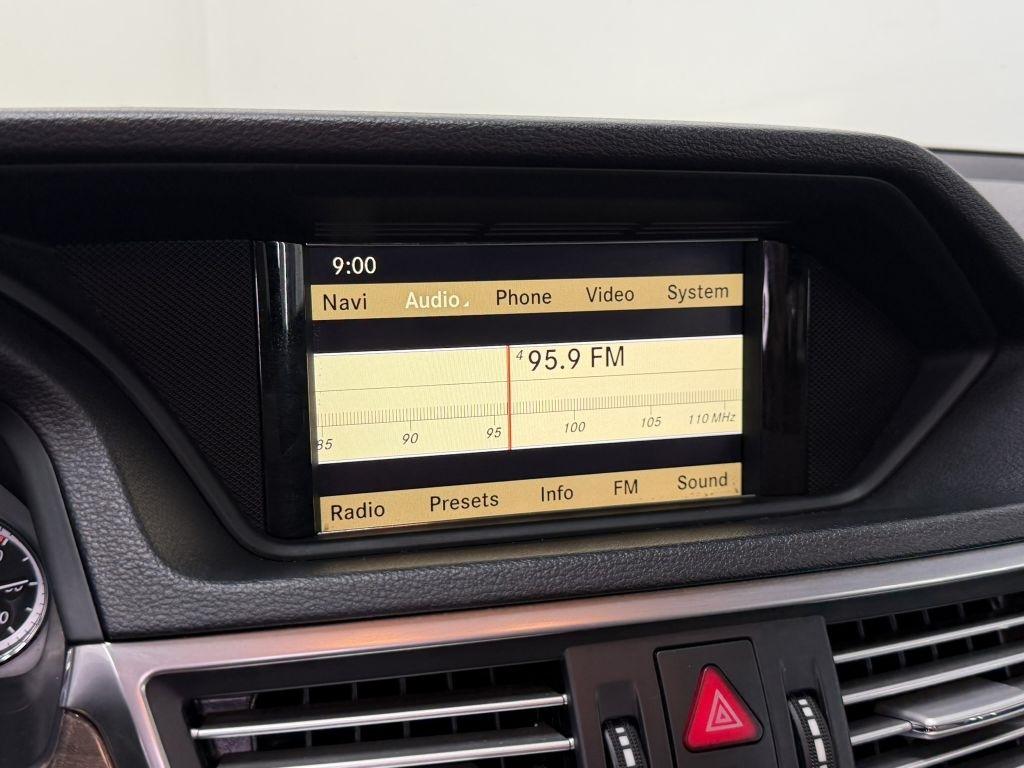 9:00
Navi Audio Phone Video System
4 95.9 FM
85 90 95 100 105 110 MHz
Radio Presets Info FM Sound